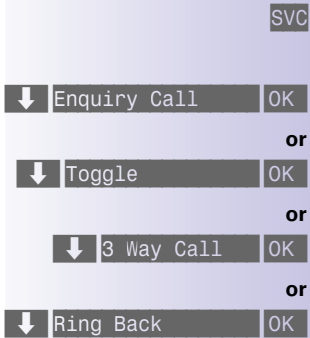 SVC
Enquiry Call OK
or
Toggle OK
or
3 Way Call OK
or
Ring Back OK